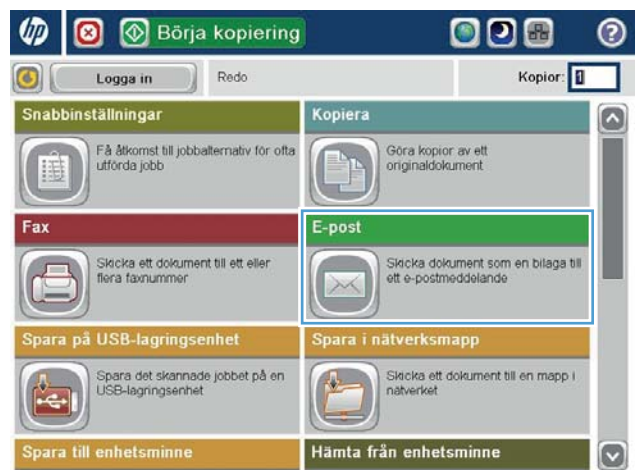 hp Börja kopiering ?
Logga in Redo Kopior: 1
Snabbinställningar Kopiera
Få åtkomst till jobbalternativ för ofta
utförda jobb
Göra kopior av ett
originaldokument
Fax E-post
Skicka ett dokument till ett eller
flera faxnummer
Skicka dokument som en bilaga till
ett e-postmeddelande
Spara på USB-lagringsenhet Spara i nätverksmapp
Spara det skannade jobbet på en
USB-lagringsenhet
Skicka ett dokument till en mapp i
nätverket
Spara till enhetsminne Hämta från enhetsminne